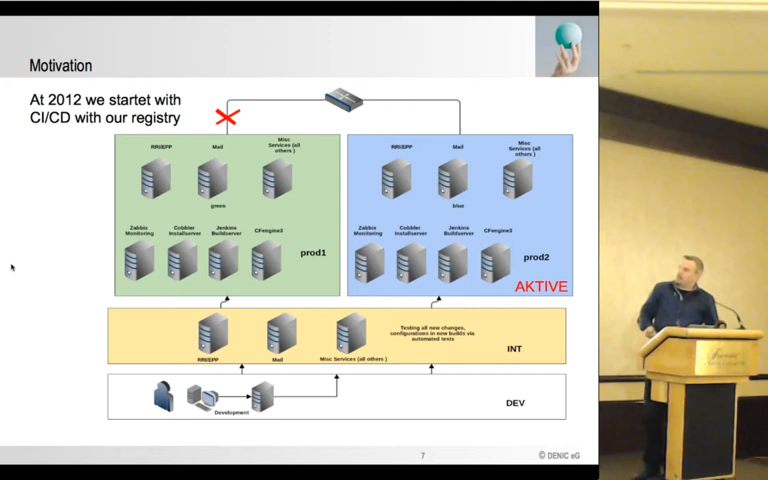 Motivation
At 2012 we startet with
CI/CD with our registry
RRI/EPP
Mail
Misc
Services (all
others )
green
Zabbix
Monitoring
Cobbler
Installserver
Jenkins
Buildserver
CFengine3
prod1
RRI/EPP
Mail
Misc
Services (all
others )
blue
Zabbix
Monitoring
Cobbler
Installserver
Jenkins
Buildserver
CFengine3
prod2
AKTIVE
RRI/EPP
Mail
Misc Services (all others )
Testing all new changes,
configurations in new builds via
automated tests
INT
Development
DEV
7
© DENIC eG